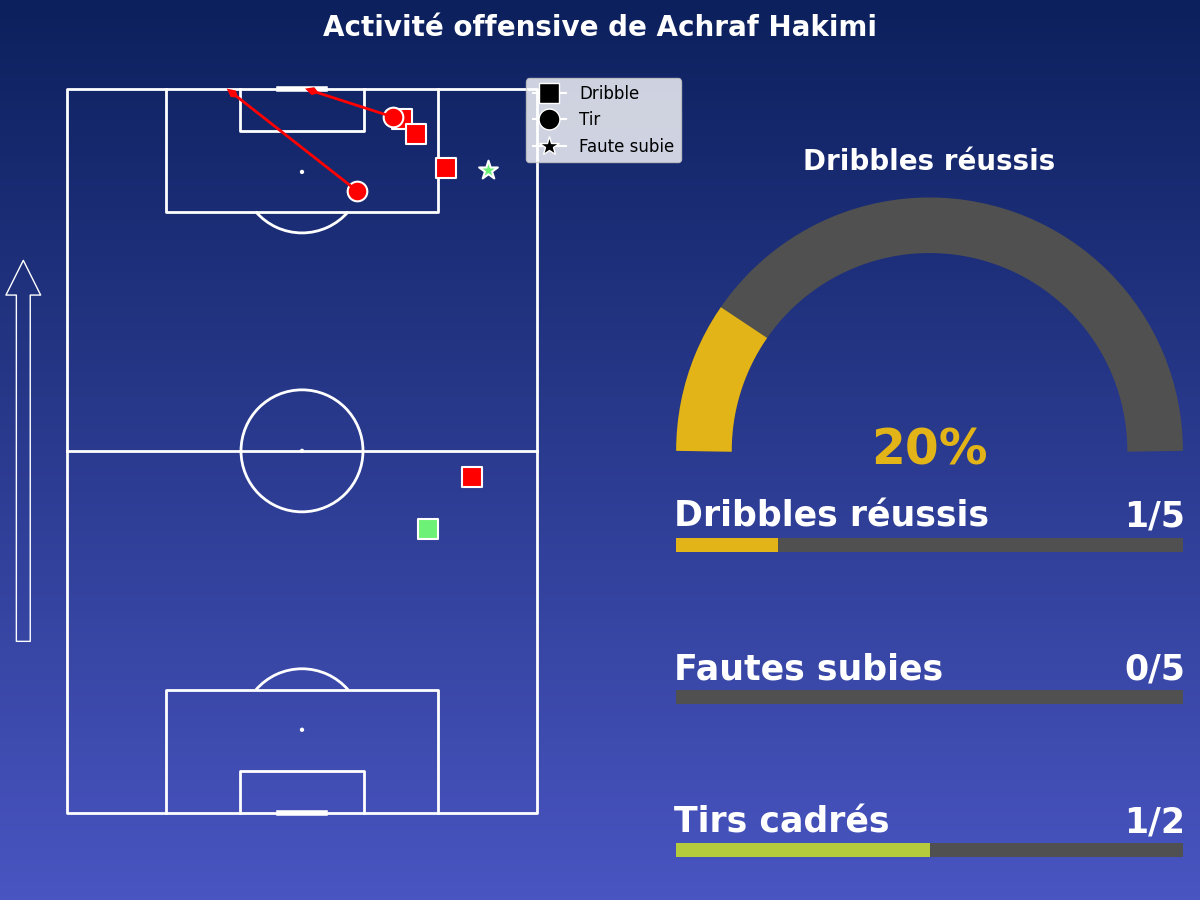 Activité offensive de Achraf Hakimi
Dribble
Tir
Faute subie
Dribbles réussis
20%
Dribbles réussis 1/5
Fautes subies 0/5
Tirs cadrés 1/2